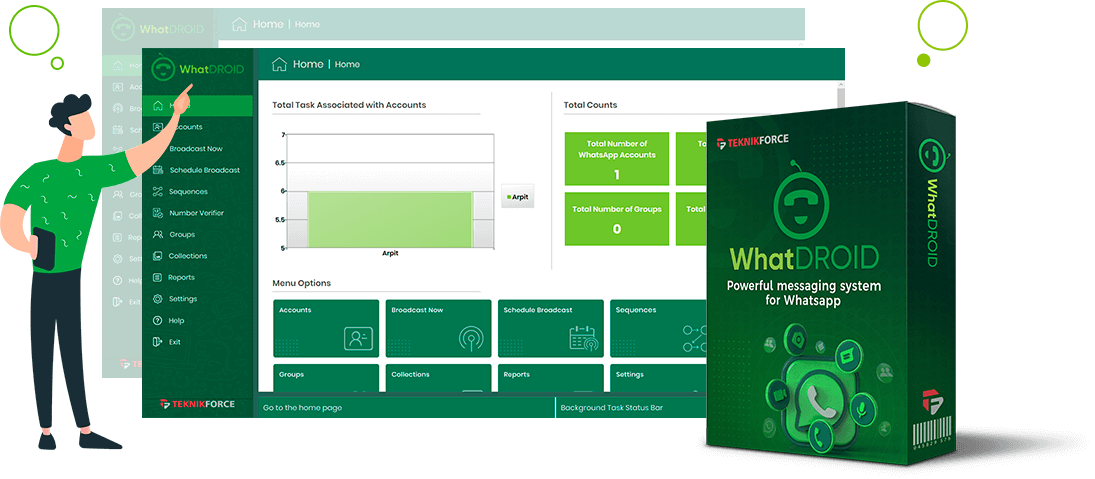 WhatDROID
Home | Home
WhatDROID
Home | Home
Accounts
Broadcast Now
Schedule Broadcast
Sequences
Number Verifier
Groups
Collections
Reports
Settings
Help
Exit
TEKNIKFORCE
Total Task Associated with Accounts
7
6.5
6
5.5
5
Arpit
Arpit
Total Counts
Total Number of
WhatsApp Accounts
1
Total Number of Groups
0
Total
Menu Options
Accounts
Broadcast Now
Schedule Broadcast
Sequences
Groups
Collections
Reports
Settings
Go to the home page
Background Task Status Bar
TEKNIKFORCE
WhatDROID
Powerful messaging system
for Whatsapp
WhatDROID